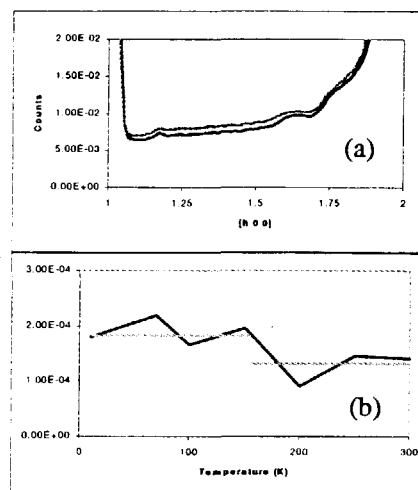 2.00E-02
1.50E-02
1.00E-02
5.00E-03
0.00E+00
Counts
(a)
1 1.25 1.5 1.75 2
[h 0 0]
3.00E-04
2.00E-04
1.00E-04
0.00E+00
(b)
0 100 200 300
Temperature (K)